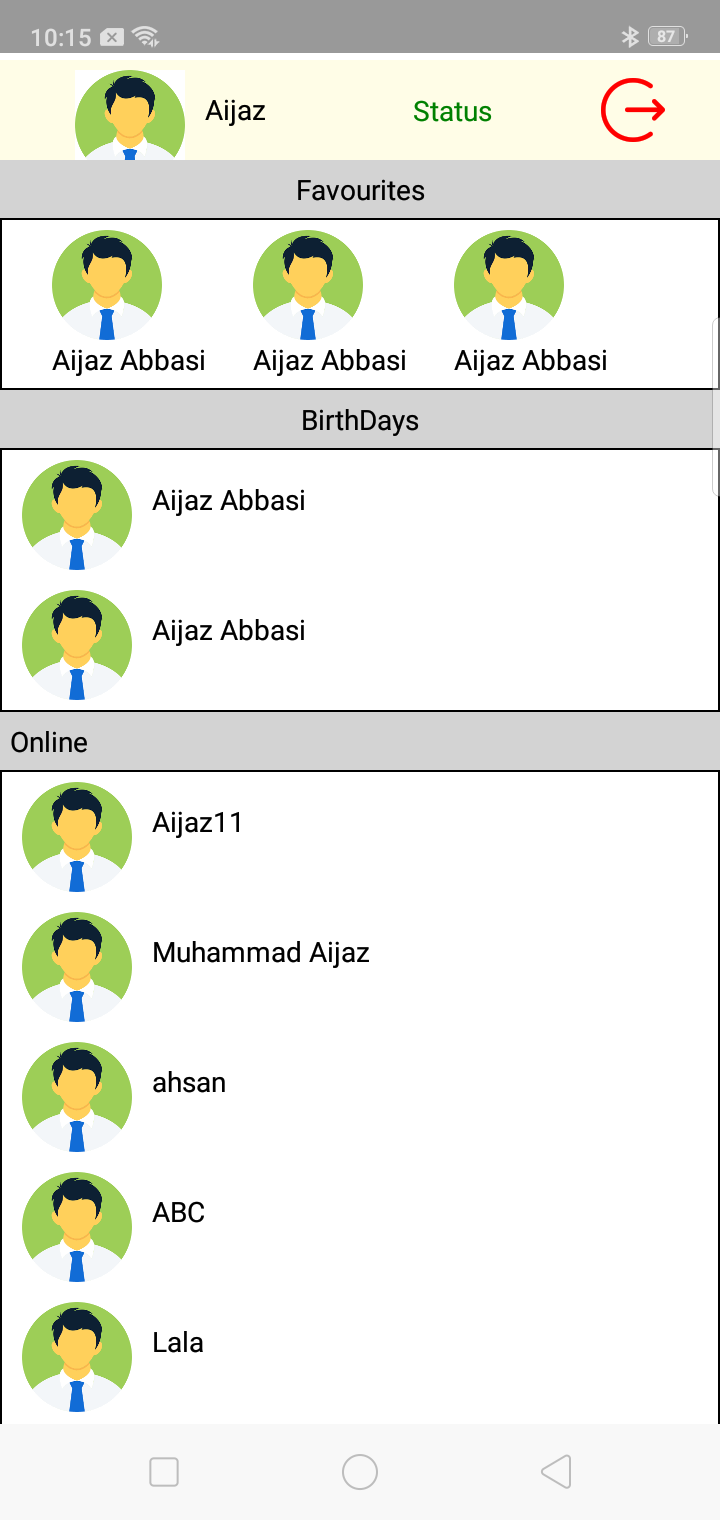 10:15 87
Aijaz Status
Favourites
Aijaz Abbasi Aijaz Abbasi Aijaz Abbasi
BirthDays
Aijaz Abbasi
Aijaz Abbasi
Online
Aijaz11
Muhammad Aijaz
ahsan
ABC
Lala